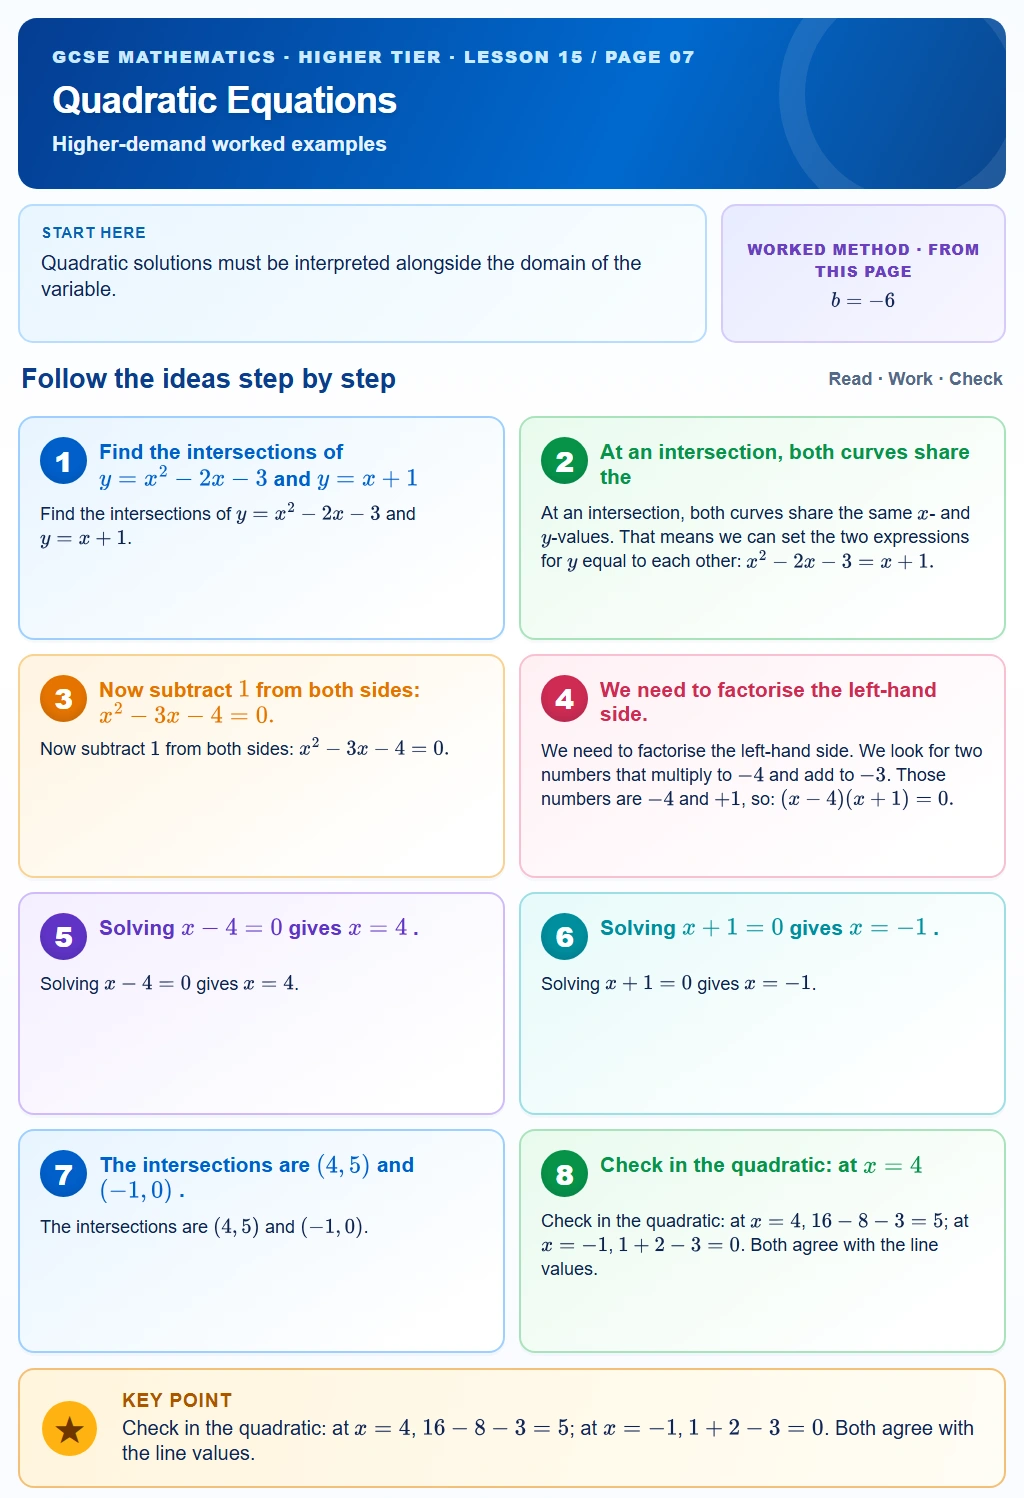 GCSE MATHEMATICS · HIGHER TIER · LESSON 15 / PAGE 07
Quadratic Equations
Higher-demand worked examples
START HERE
Quadratic solutions must be interpreted alongside the domain of the
variable.
WORKED METHOD · FROM
THIS PAGE
b = −6
Follow the ideas step by step
Read · Work · Check
1
Find the intersections of
y = x² − 2x − 3 and y = x + 1
Find the intersections of y = x² − 2x − 3 and
y = x + 1.
2
At an intersection, both curves share
the
At an intersection, both curves share the same x- and
y-values. That means we can set the two expressions
for y equal to each other: x² − 2x − 3 = x + 1.
3
Now subtract 1 from both sides:
x² − 3x − 4 = 0.
Now subtract 1 from both sides: x² − 3x − 4 = 0.
4
We need to factorise the left-hand
side.
We need to factorise the left-hand side. We look for two
numbers that multiply to −4 and add to −3. Those
numbers are −4 and +1, so: (x − 4)(x + 1) = 0.
5
Solving x − 4 = 0 gives x = 4 .
Solving x − 4 = 0 gives x = 4.
6
Solving x + 1 = 0 gives x = −1 .
Solving x + 1 = 0 gives x = −1.
7
The intersections are (4, 5) and
(−1, 0) .
The intersections are (4, 5) and (−1, 0).
8
Check in the quadratic: at x = 4
Check in the quadratic: at x = 4, 16 − 8 − 3 = 5; at
x = −1, 1 + 2 − 3 = 0. Both agree with the line
values.
KEY POINT
Check in the quadratic: at x = 4, 16 − 8 − 3 = 5; at x = −1, 1 + 2 − 3 = 0. Both agree with
the line values.